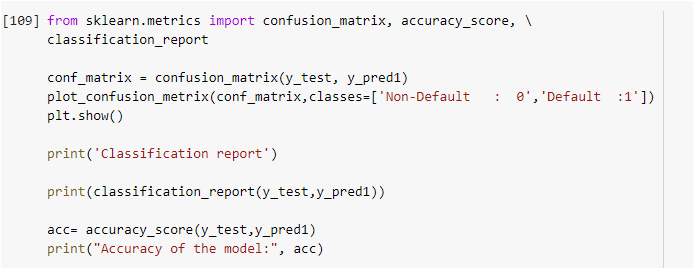 [109] from sklearn.metrics import confusion_matrix, accuracy_score, \
classification_report
conf_matrix = confusion_matrix(y_test, y_pred1)
plot_confusion_metrix(conf_matrix,classes=['Non-Default   :  0','Default  :1'])
plt.show()
print('Classification report')
print(classification_report(y_test,y_pred1))
acc= accuracy_score(y_test,y_pred1)
print("Accuracy of the model:", acc)